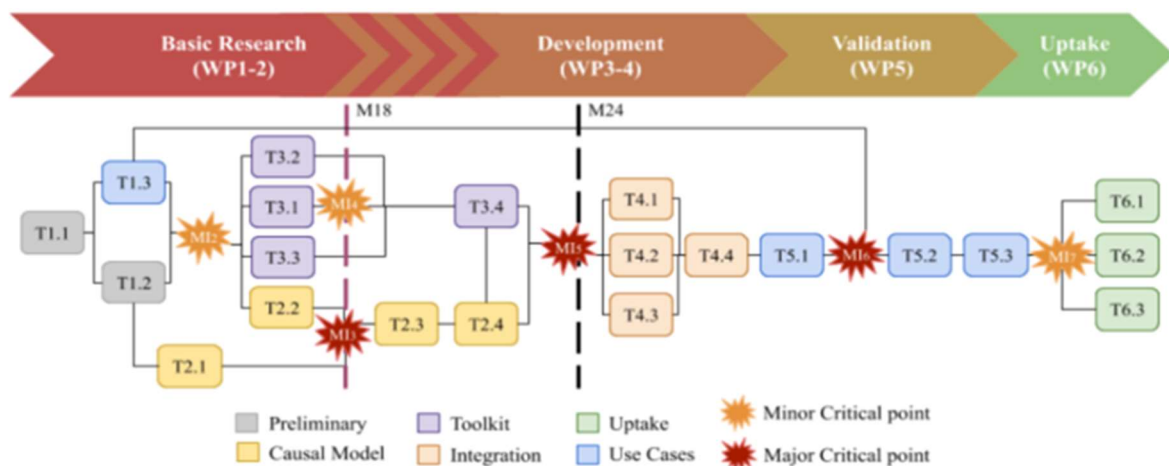 Basic Research
(WP1-2)
Development
(WP3-4)
Validation
(WP5)
Uptake
(WP6)
M18
M24
T1.1
T1.3
T1.2
MI2
T3.2
T3.1
T3.3
T2.2
T2.1
MI4
MI3
T2.3
T3.4
T2.4
MI5
T4.1
T4.2
T4.3
T4.4
T5.1
MI6
T5.2
T5.3
MI7
T6.1
T6.2
T6.3
Preliminary
Toolkit
Uptake
Minor Critical point
Causal Model
Integration
Use Cases
Major Critical point